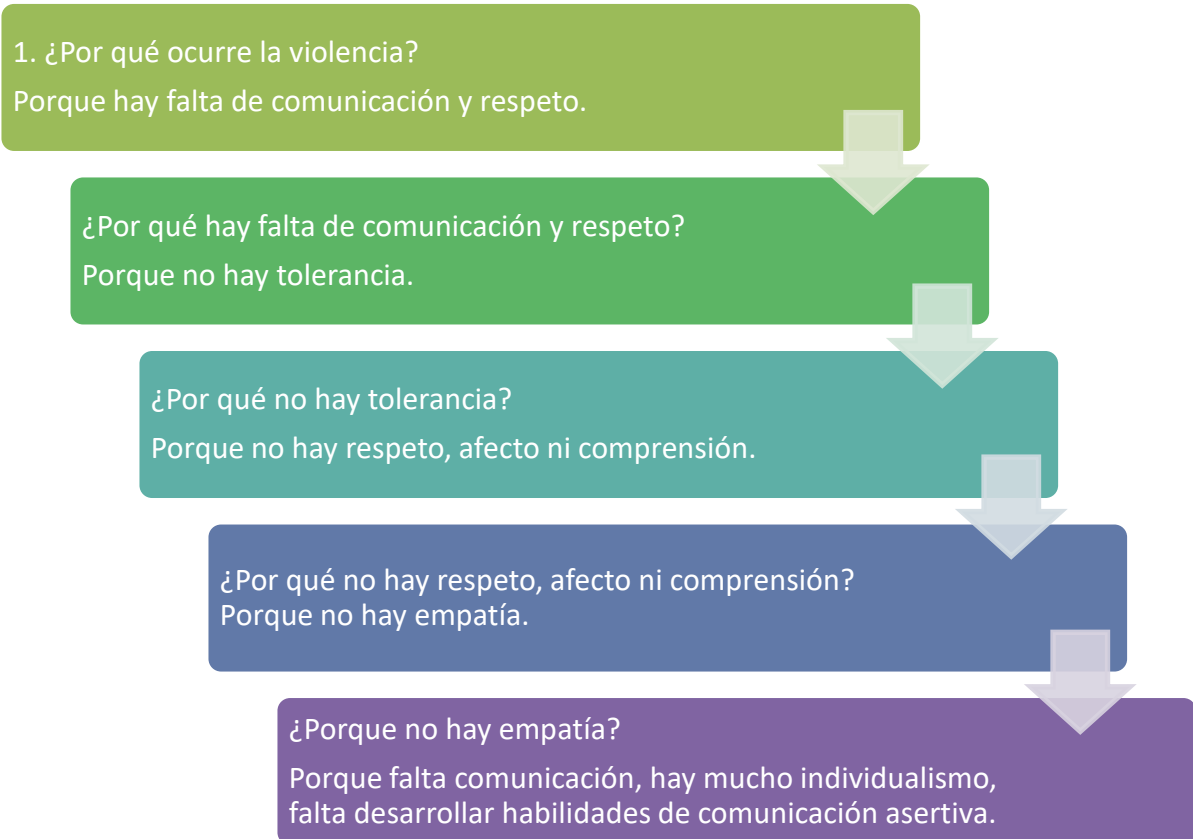 1. ¿Por qué ocurre la violencia?
Porque hay falta de comunicación y respeto.
¿Por qué hay falta de comunicación y respeto?
Porque no hay tolerancia.
¿Por qué no hay tolerancia?
Porque no hay respeto, afecto ni comprensión.
¿Por qué no hay respeto, afecto ni comprensión?
Porque no hay empatía.
¿Porque no hay empatía?
Porque falta comunicación, hay mucho individualismo,
falta desarrollar habilidades de comunicación asertiva.